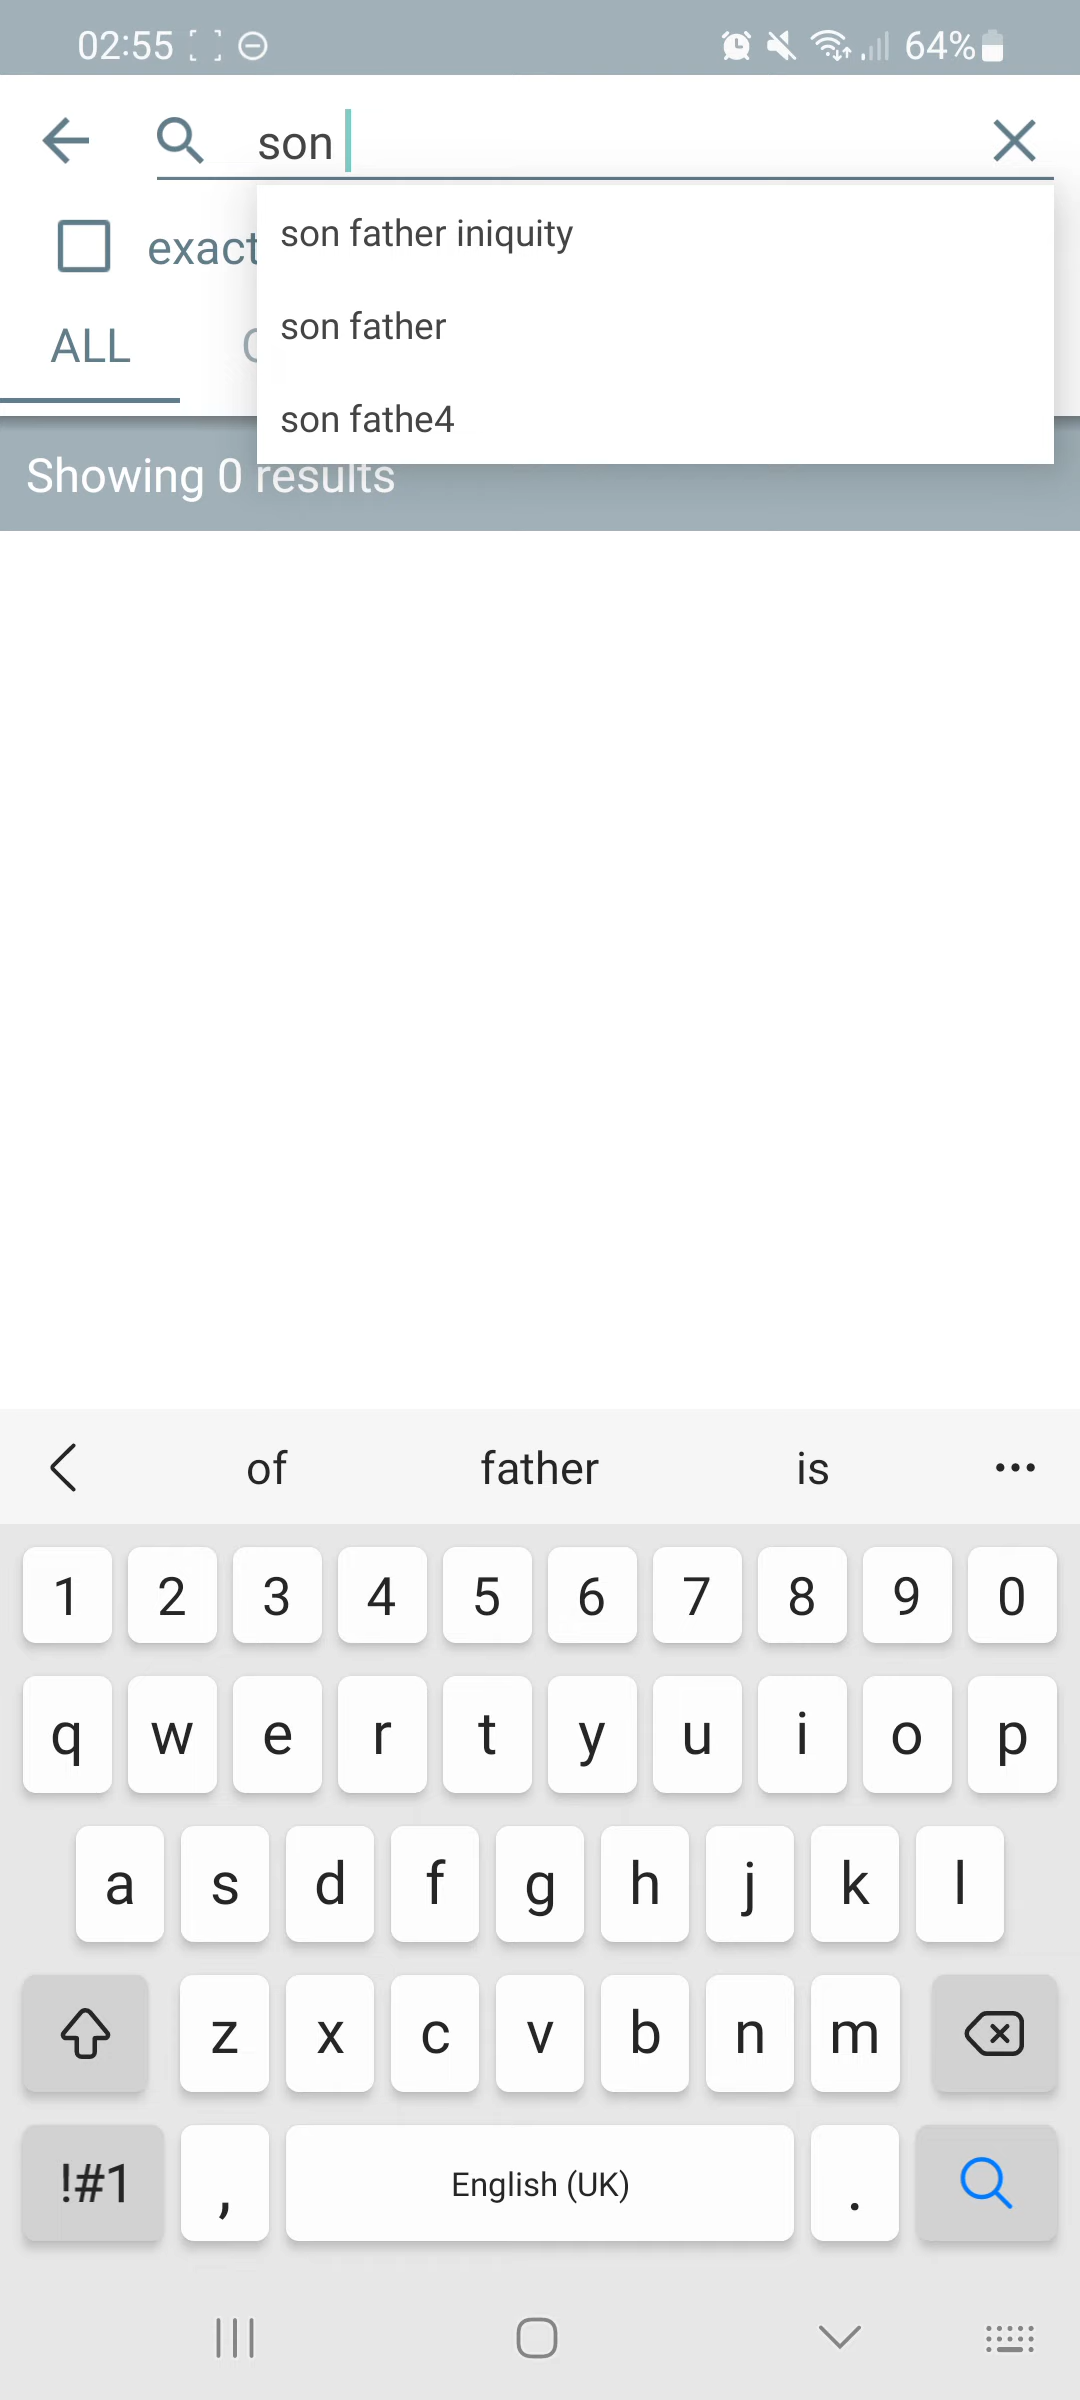 02:55
64%
son
exact
son father iniquity
son father
son fathe4
ALL
Showing 0 results
of father is
1 2 3 4 5 6 7 8 9 0
q w e r t y u i o p
a s d f g h j k l
z x c v b n m
!#1 , English (UK) .